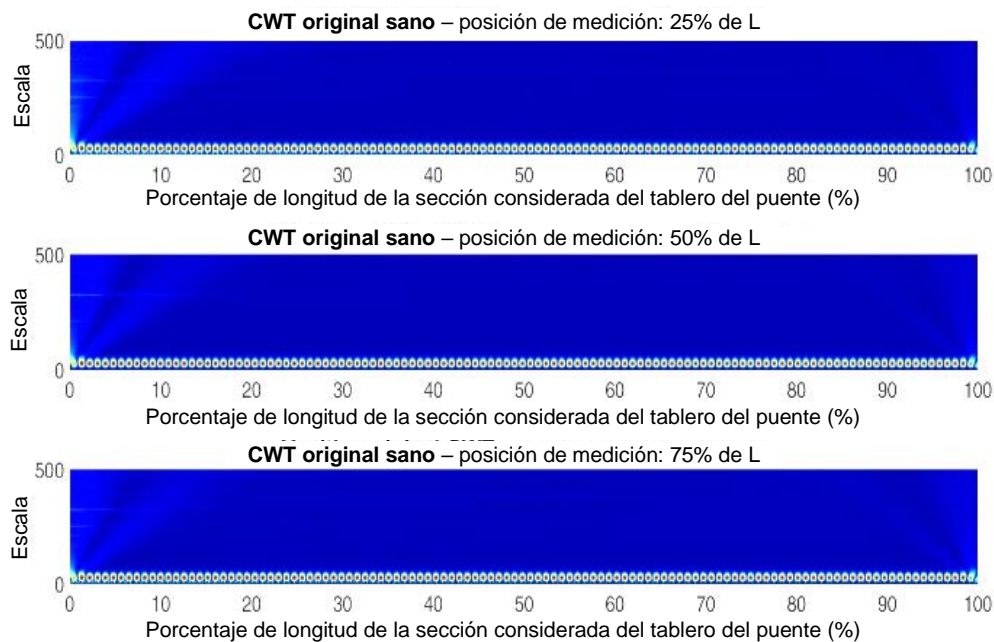 CWT original sano – posición de medición: 25% de L
500
Escala
0
0 10 20 30 40 50 60 70 80 90 100
Porcentaje de longitud de la sección considerada del tablero del puente (%)
CWT original sano – posición de medición: 50% de L
500
Escala
0
0 10 20 30 40 50 60 70 80 90 100
Porcentaje de longitud de la sección considerada del tablero del puente (%)
CWT original sano – posición de medición: 75% de L
500
Escala
0
0 10 20 30 40 50 60 70 80 90 100
Porcentaje de longitud de la sección considerada del tablero del puente (%)